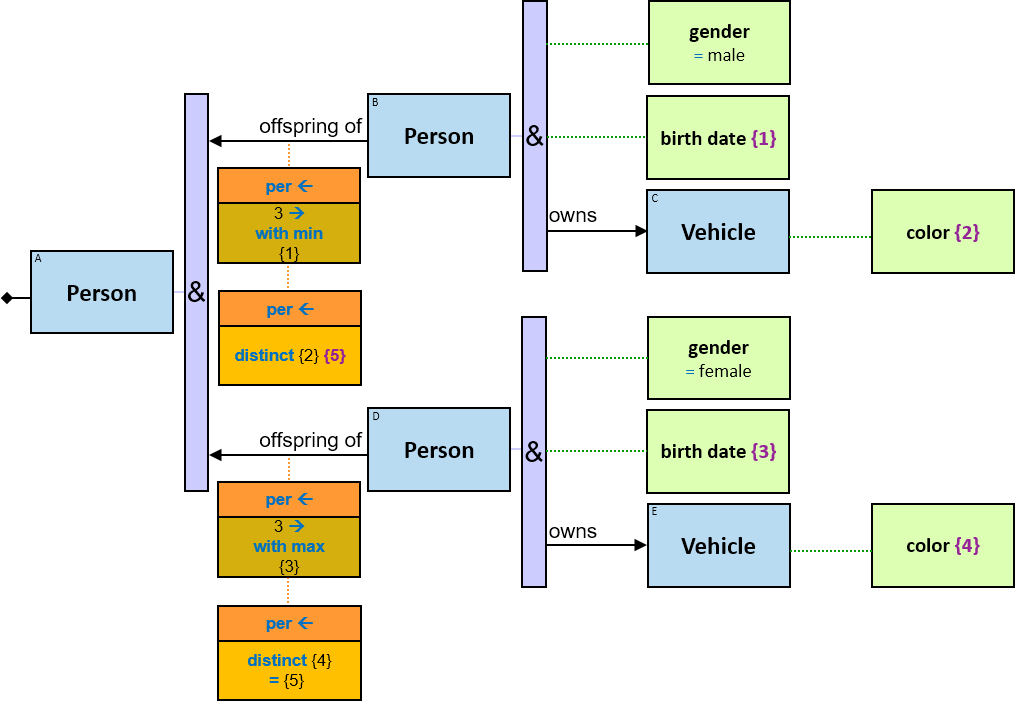 A
Person
&
offspring of
per ←
3 →
with min
{1}
per ←
distinct {2} {5}
B
Person
&
gender
= male
birth date {1}
owns
C
Vehicle
color {2}
offspring of
per ←
3 →
with max
{3}
per ←
distinct {4}
= {5}
D
Person
&
gender
= female
birth date {3}
owns
E
Vehicle
color {4}